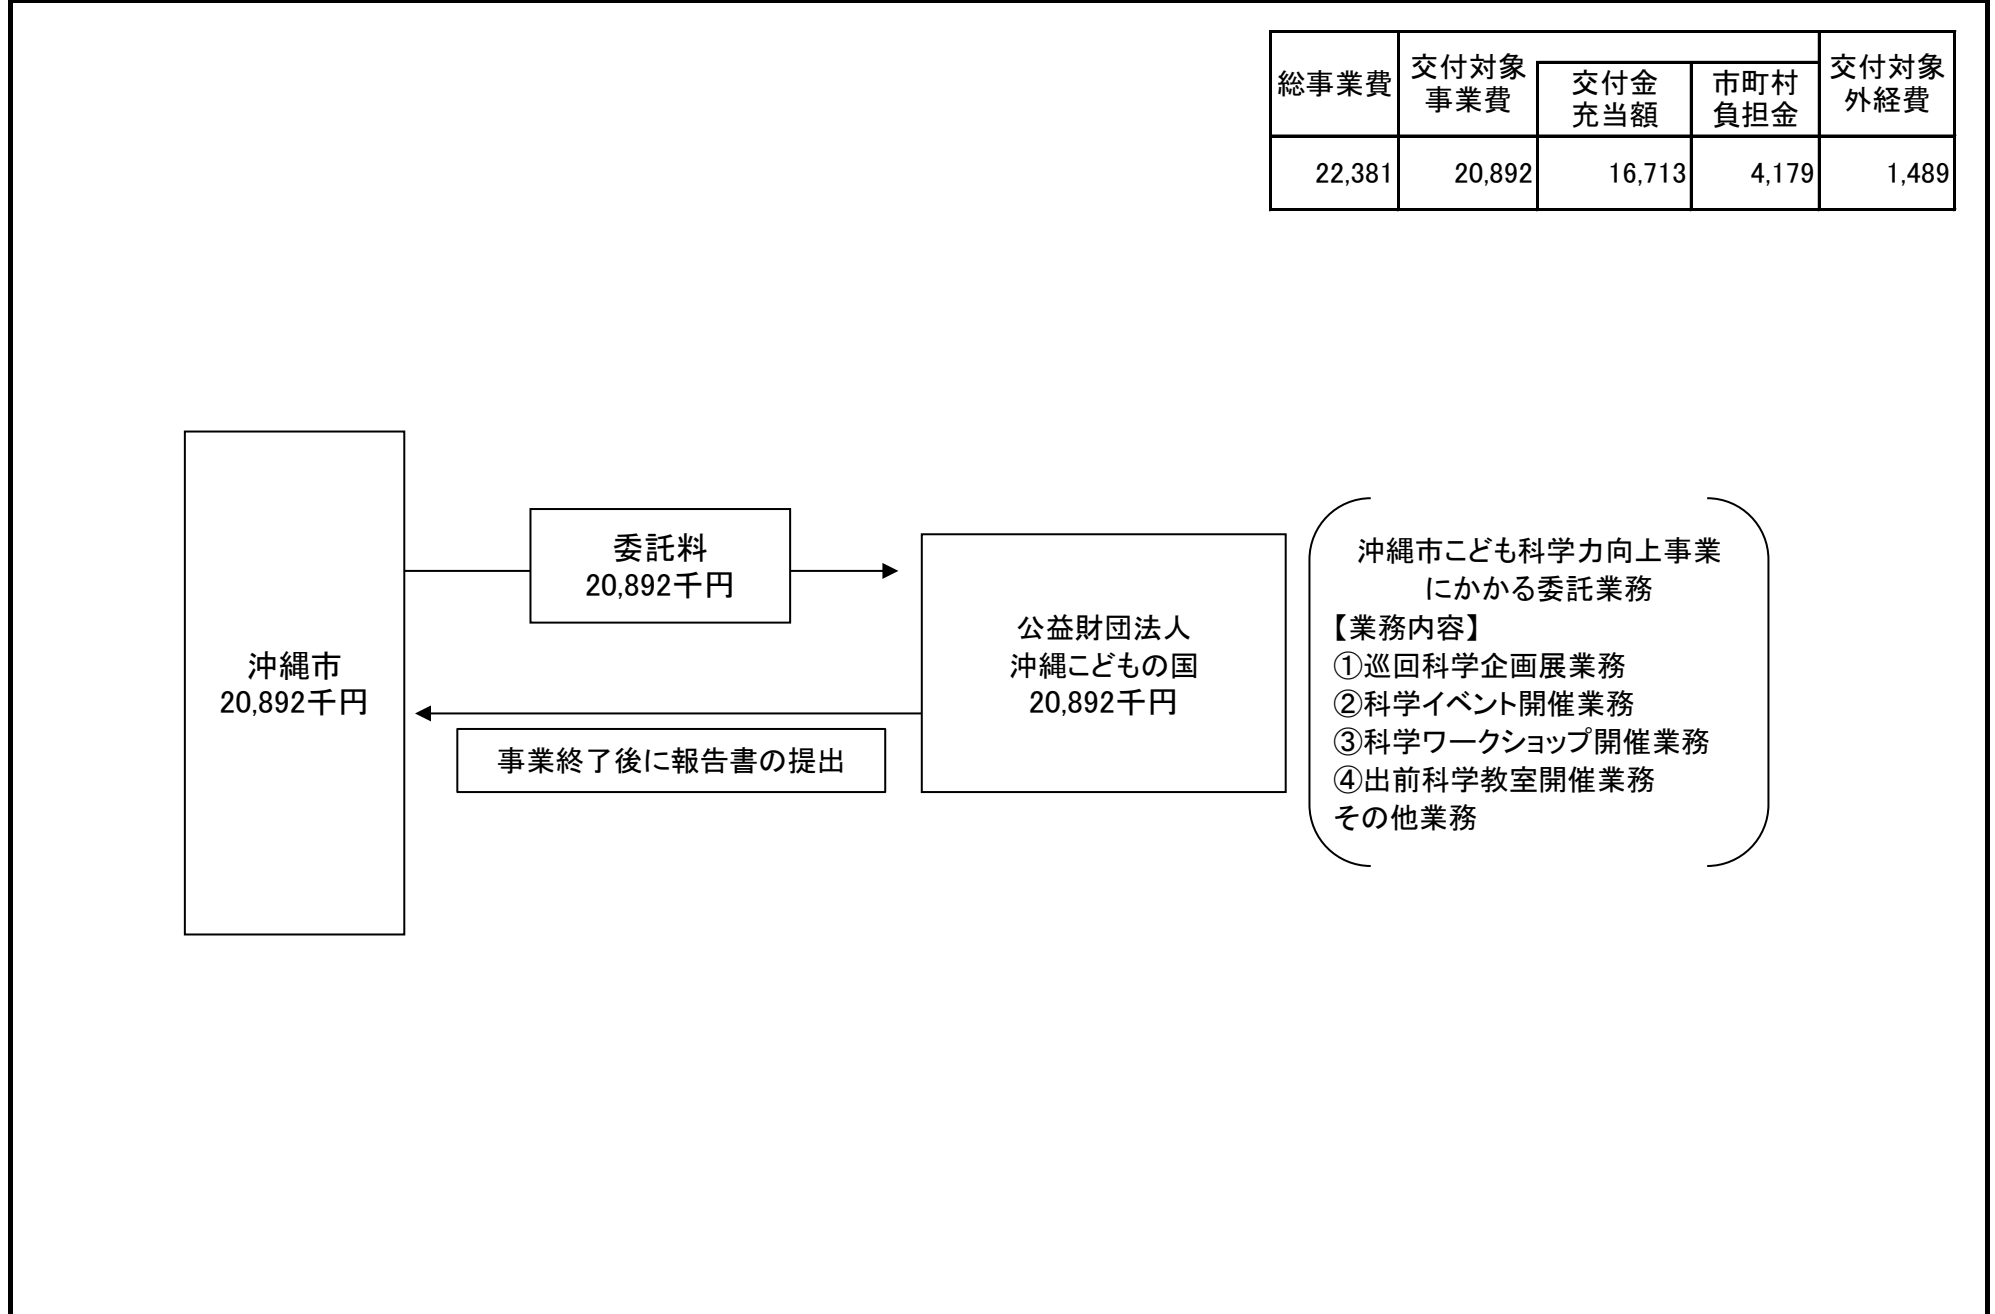 総事業費
交付対象
事業費
交付金
充当額
市町村
負担金
交付対象
外経費
22,381
20,892
16,713
4,179
1,489
沖縄市
20,892千円
委託料
20,892千円
事業終了後に報告書の提出
公益財団法人
沖縄こどもの国
20,892千円
沖縄市こども科学力向上事業
にかかる委託業務
【業務内容】
①巡回科学企画展業務
②科学イベント開催業務
③科学ワークショップ開催業務
④出前科学教室開催業務
その他業務